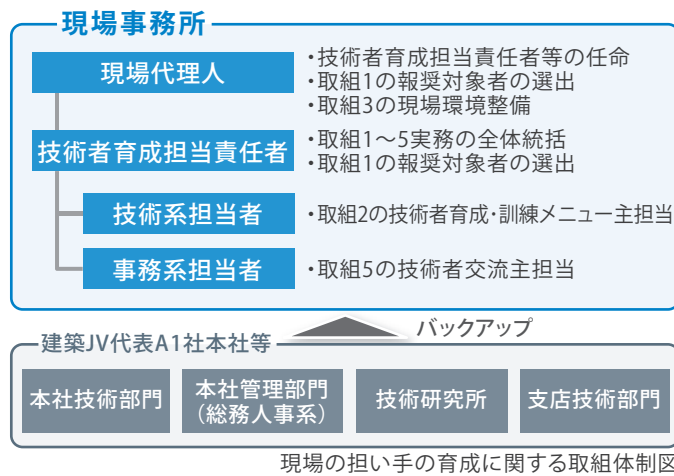 現場事務所
現場代理人
・技術者育成担当責任者等の任命
・取組1の報奨対象者の選出
・取組3の現場環境整備
技術者育成担当責任者
・取組1～5実務の全体統括
・取組1の報奨対象者の選出
技術系担当者
・取組2の技術者育成・訓練メニュー主担当
事務系担当者
・取組5の技術者交流主担当
バックアップ
建築JV代表A1社本社等
本社技術部門
本社管理部門
（総務人事系）
技術研究所
支店技術部門
現場の担い手の育成に関する取組体制図